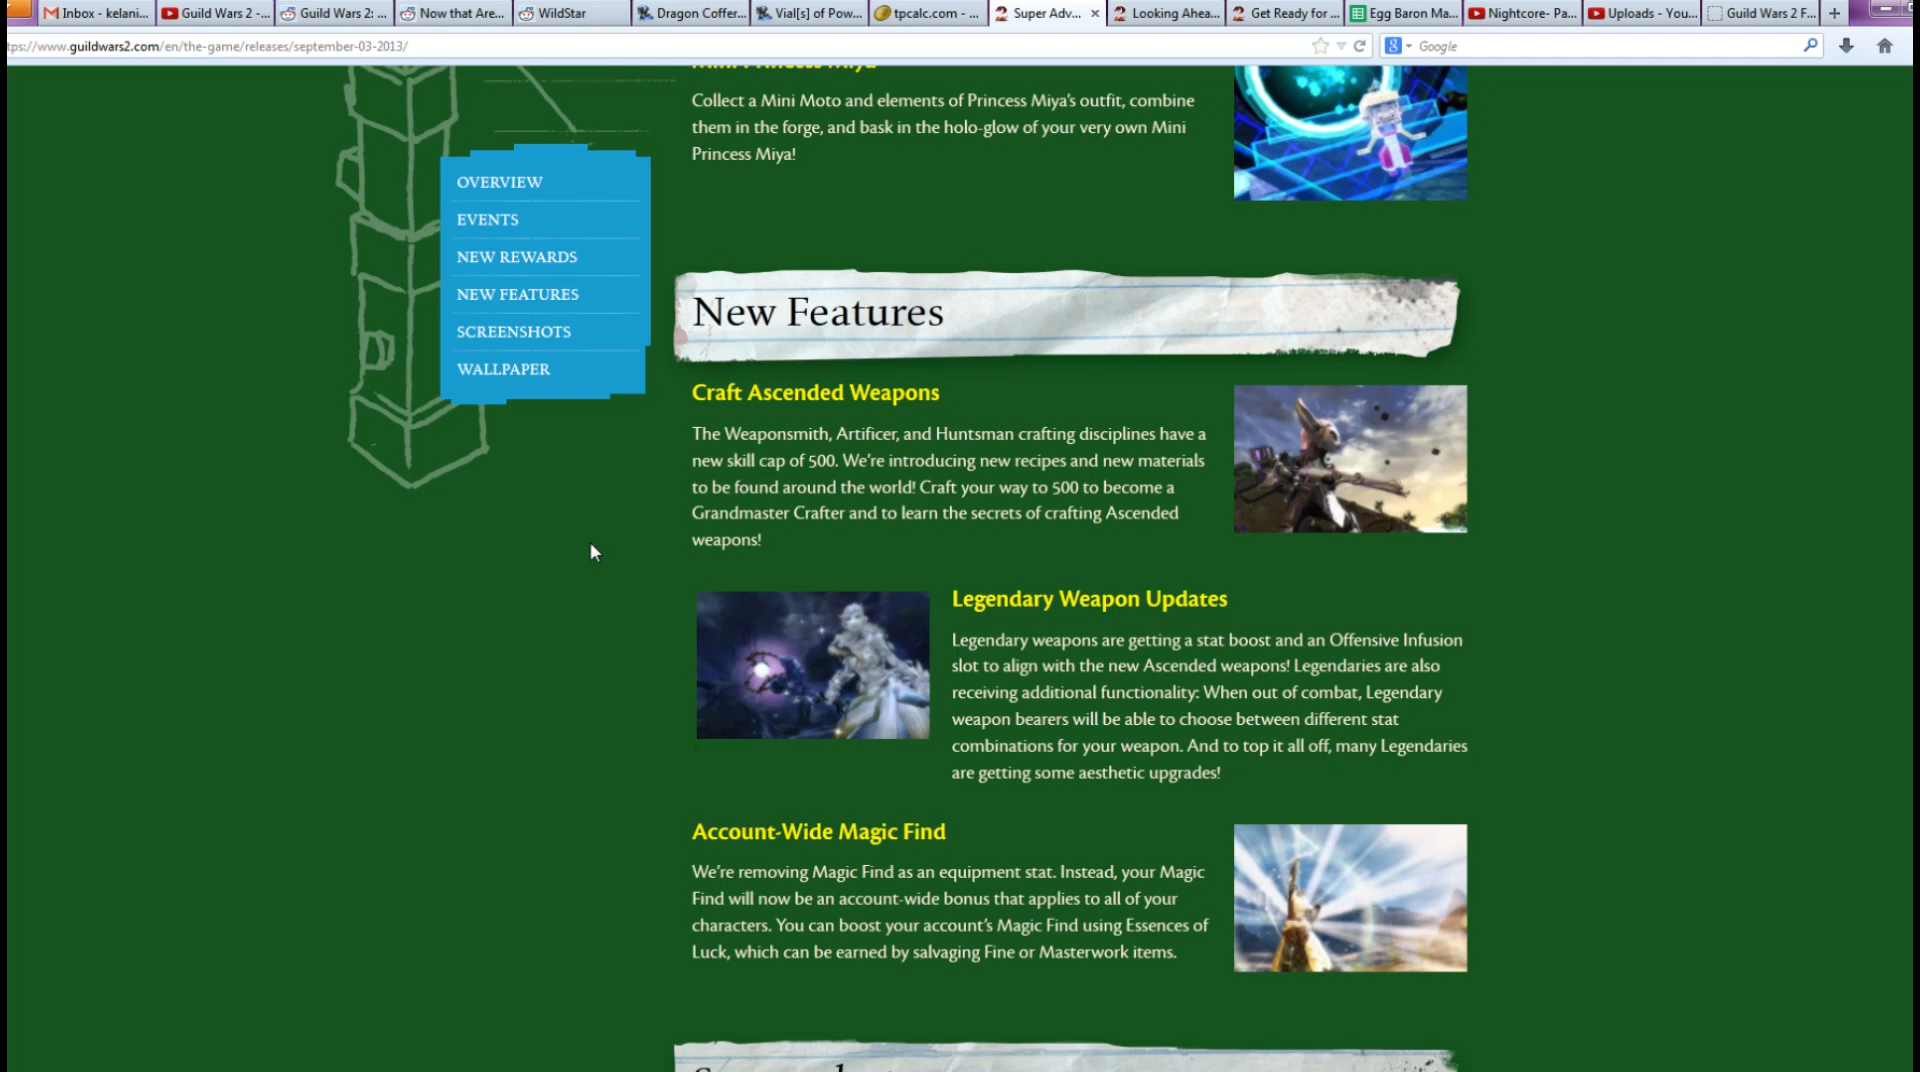 Inbox - kelani...
Guild Wars 2 -...
Guild Wars 2: ...
Now that Are...
WildStar
Dragon Coffer...
Vial[s] of Pow...
tpcalc.com - ...
Super Adv...
Looking Ahea...
Get Ready for ...
Egg Baron Ma...
Nightcore- Pa...
Uploads - You...
Guild Wars 2 F...
tps://www.guildwars2.com/en/the-game/releases/september-03-2013/
Google
Mini Princess Miya
Collect a Mini Moto and elements of Princess Miya's outfit, combine
them in the forge, and bask in the holo-glow of your very own Mini
Princess Miya!
OVERVIEW
EVENTS
NEW REWARDS
NEW FEATURES
SCREENSHOTS
WALLPAPER
New Features
Craft Ascended Weapons
The Weaponsmith, Artificer, and Huntsman crafting disciplines have a
new skill cap of 500. We're introducing new recipes and new materials
to be found around the world! Craft your way to 500 to become a
Grandmaster Crafter and to learn the secrets of crafting Ascended
weapons!
Legendary Weapon Updates
Legendary weapons are getting a stat boost and an Offensive Infusion
slot to align with the new Ascended weapons! Legendaries are also
receiving additional functionality: When out of combat, Legendary
weapon bearers will be able to choose between different stat
combinations for your weapon. And to top it all off, many Legendaries
are getting some aesthetic upgrades!
Account-Wide Magic Find
We're removing Magic Find as an equipment stat. Instead, your Magic
Find will now be an account-wide bonus that applies to all of your
characters. You can boost your account's Magic Find using Essences of
Luck, which can be earned by salvaging Fine or Masterwork items.